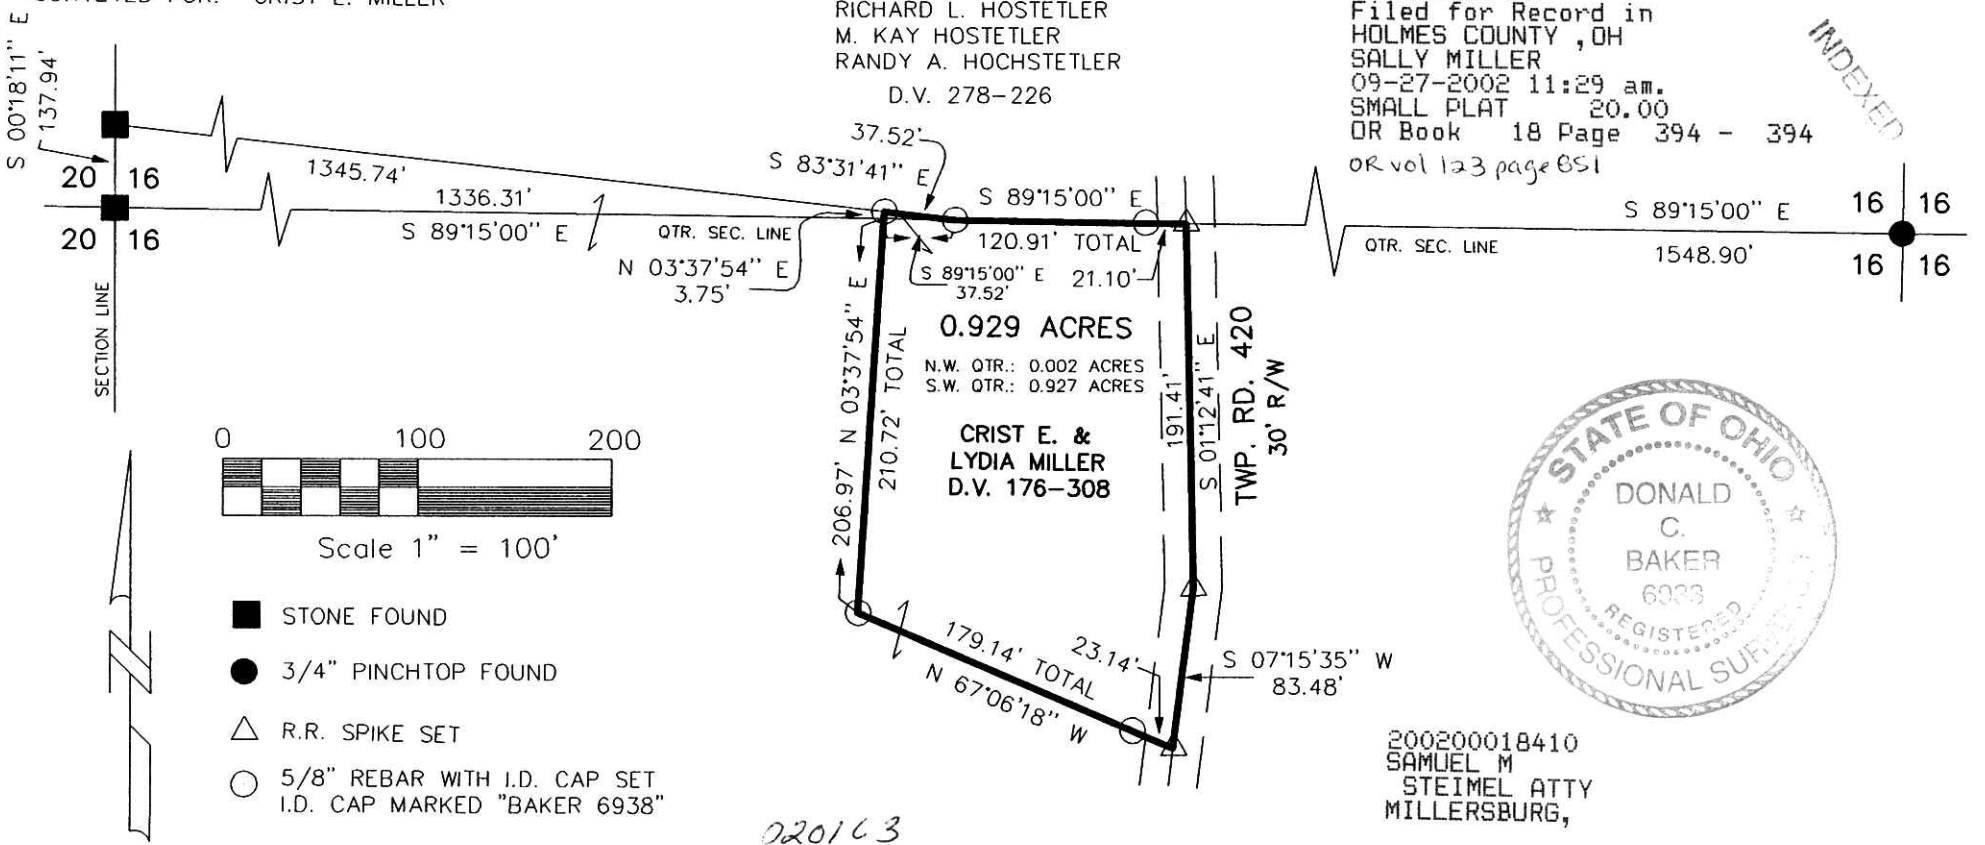 SURVEYED FOR: CRIST E. MILLER
RICHARD L. HOSTETLER
M. KAY HOSTETLER
RANDY A. HOCHSTETLER
D.V. 278-226
Filed for Record in
HOLMES COUNTY ,OH
SALLY MILLER
09-27-2002 11:29 am.
SMALL PLAT 20.00
OR Book 18 Page 394 - 394
OR vol 123 page 851
INDEXED
S 00°18'11" E
137.94'
20 16
20 16
SECTION LINE
1345.74'
1336.31'
S 89°15'00" E
QTR. SEC. LINE
N 03°37'54" E
3.75'
37.52'
S 83°31'41" E
S 89°15'00" E
120.91' TOTAL
S 89°15'00" E
37.52'
21.10'
QTR. SEC. LINE
S 89°15'00" E
1548.90'
16 16
16 16
0.929 ACRES
N.W. QTR.: 0.002 ACRES
S.W. QTR.: 0.927 ACRES
CRIST E. &
LYDIA MILLER
D.V. 176-308
206.97' N 03°37'54" E
210.72' TOTAL
191.41'
S 01°12'41" E
TWP. RD. 420
30' R/W
179.14' TOTAL
N 67°06'18" W
23.14'
S 07°15'35" W
83.48'
0 100 200
Scale 1" = 100'
N
STONE FOUND
3/4" PINCHTOP FOUND
R.R. SPIKE SET
5/8" REBAR WITH I.D. CAP SET
I.D. CAP MARKED "BAKER 6938"
STATE OF OHIO
DONALD
C.
BAKER
REGISTERED
PROFESSIONAL
200200018410
SAMUEL M
STEIMEL ATTY
MILLERSBURG,